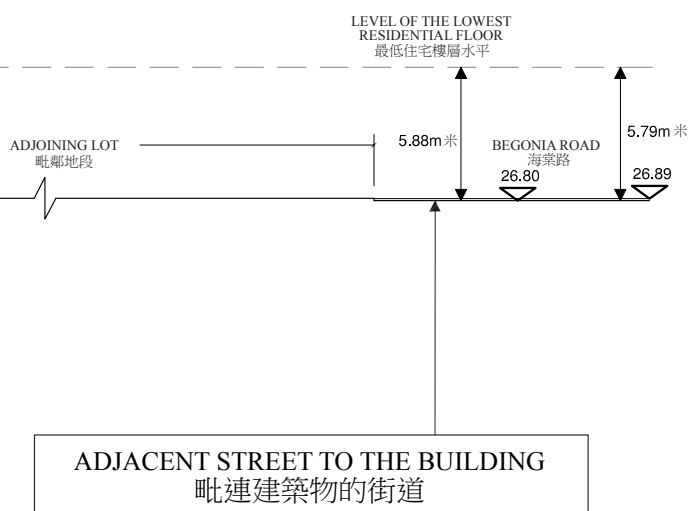 LEVEL OF THE LOWEST
RESIDENTIAL FLOOR
最低住宅樓層水平
ADJOINING LOT
毗鄰地段
5.88m 米
BEGONIA ROAD
海棠路
5.79m 米
26.80
26.89
ADJACENT STREET TO THE BUILDING
毗連建築物的街道